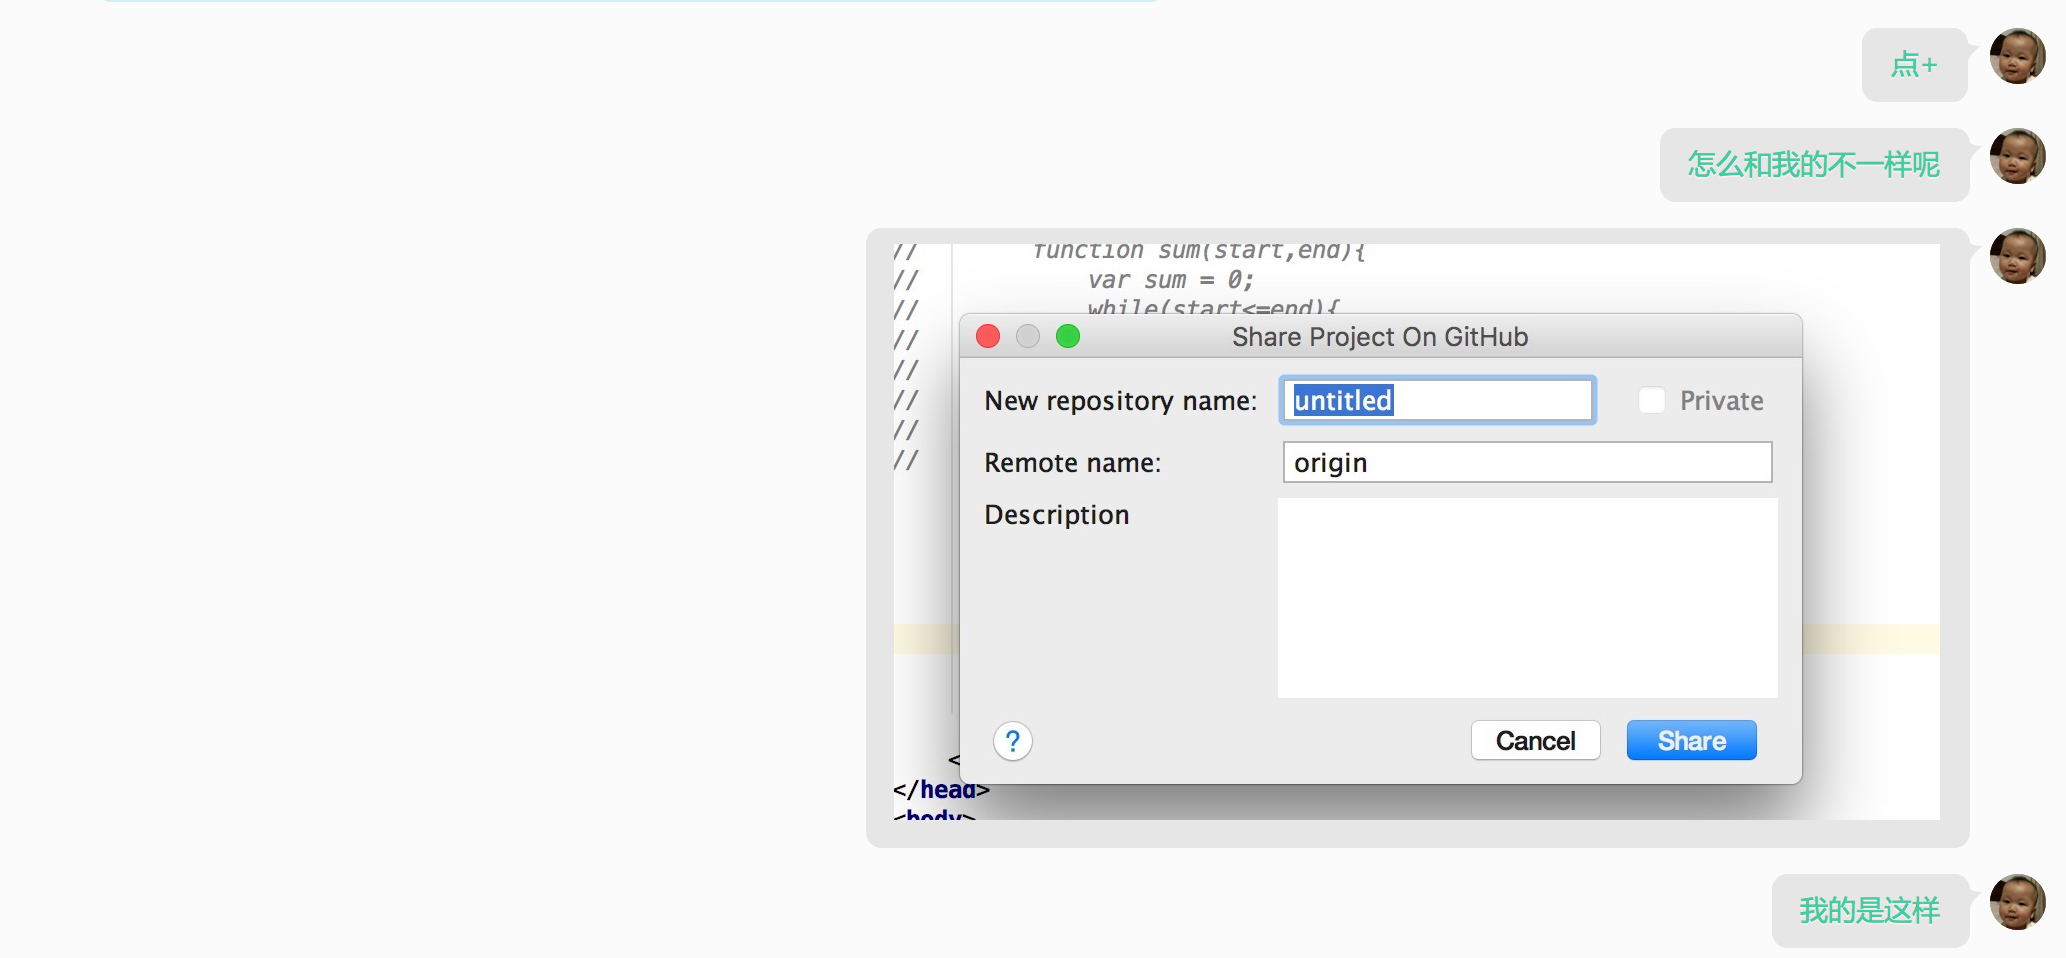 点+
怎么和我的不一样呢
// function sum(start,end){
// var sum = 0;
// while(start<=end){
//
//
//
//
//
Share Project On GitHub
New repository name: untitled Private
Remote name: origin
Description
? Cancel Share
<
</head>
<body>
我的是这样